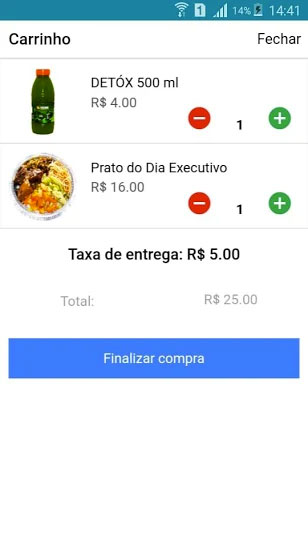 1 14% 14:41
Carrinho Fechar
DETÓX 500 ml
R$ 4.00
1
Prato do Dia Executivo
R$ 16.00
1
Taxa de entrega: R$ 5.00
Total: R$ 25.00
Finalizar compra